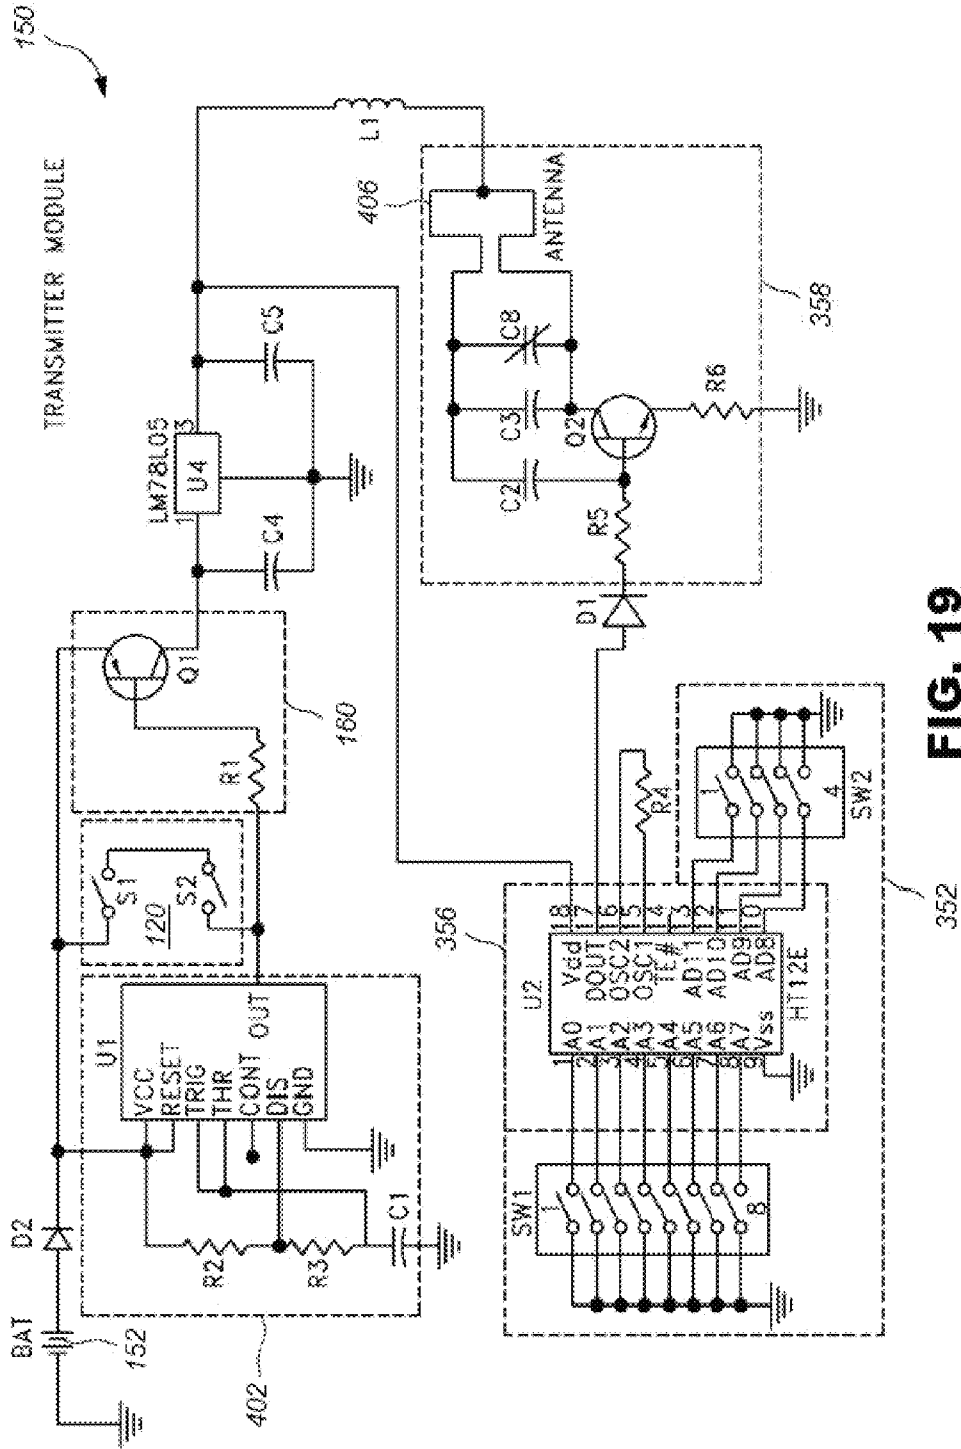 150
TRANSMITTER MODULE
BAT
152
D2
402
U1
VCC
RESET
TRIG
THR
CONT
DIS
GND
OUT
R2
R3
C1
S1
120
S2
R1
Q1
160
LM78L05
1
U4
3
C4
C5
L1
406
ANTENNA
C2
C3
C8
Q2
R5
R6
358
D1
356
U2
1 A0
2 A1
3 A2
4 A3
5 A4
6 A5
7 A6
8 A7
9 Vss
Vdd 18
DOUT 17
OSC2 16
OSC1 15
TE# 14
AD11 13
AD10 12
AD9 11
AD8 10
HT12E
R4
SW1
1
8
SW2
1
4
352
FIG. 19